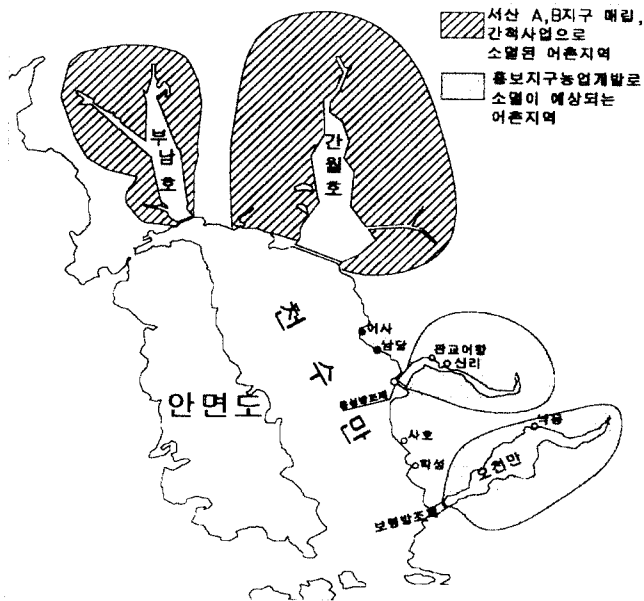 서산 A,B지구 매립,
간척사업으로
소멸된 어촌지역
홍보지구농업개발로
소멸이 예상되는
어촌지역
부남호
간월호
천수만
어사
남당
판교어항
신리
홍성방조제
안면도
사호
학성
오천만
보령방조제